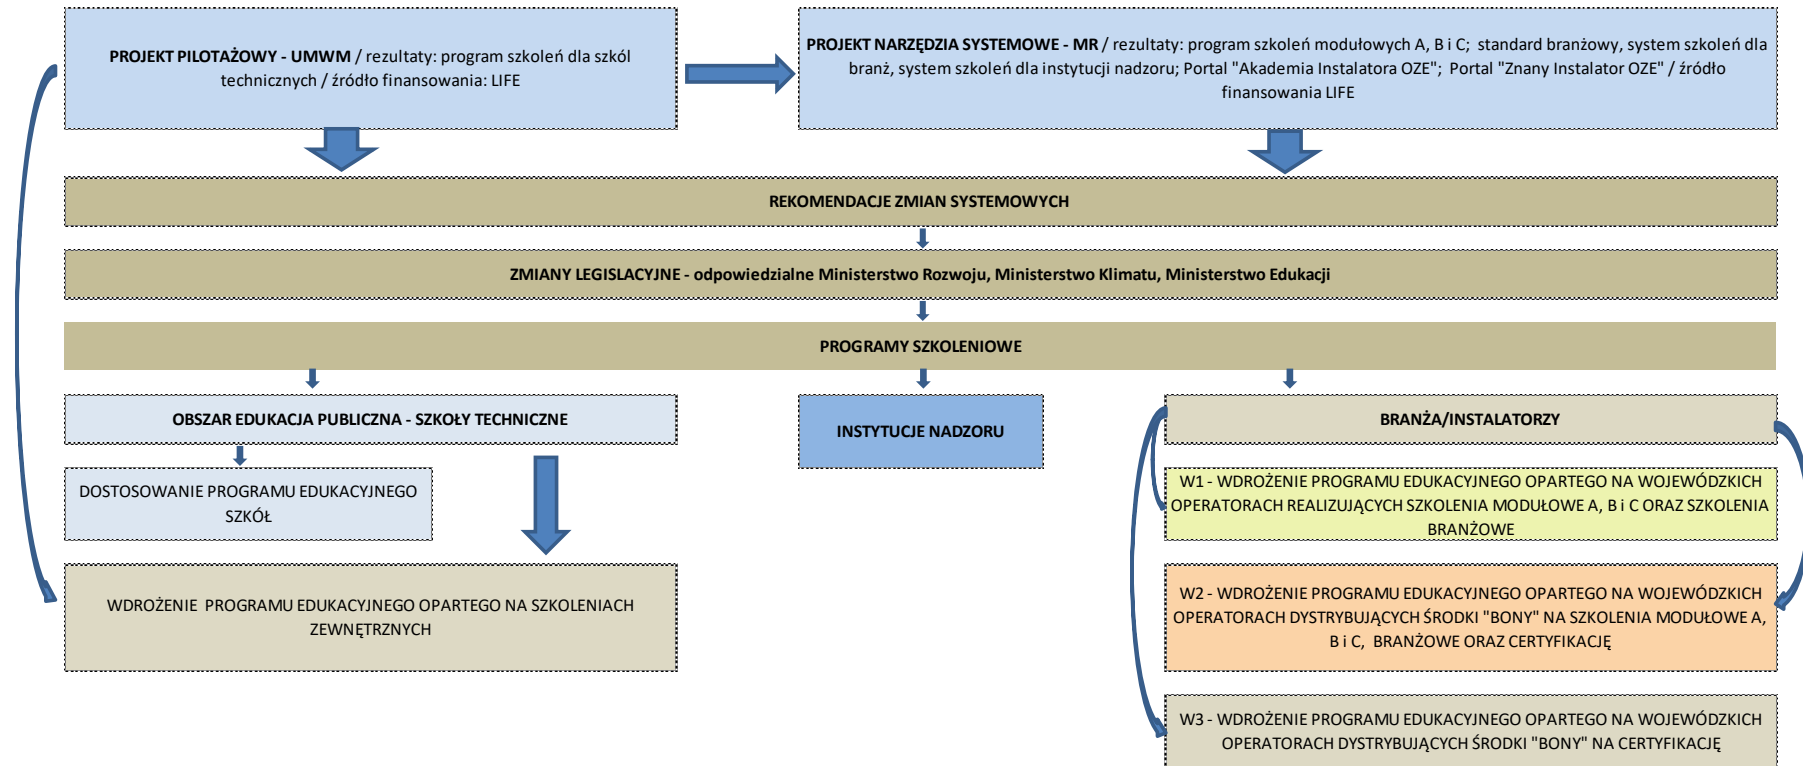 PROJEKT PILOTAŻOWY - UMWM / rezultaty: program szkoleń dla szkól
technicznych / źródło finansowania: LIFE
PROJEKT NARZĘDZIA SYSTEMOWE - MR / rezultaty: program szkoleń modułowych A, B i C; standard branżowy, system szkoleń dla
branż, system szkoleń dla instytucji nadzoru; Portal "Akademia Instalatora OZE"; Portal "Znany Instalator OZE" / źródło
finansowania LIFE
REKOMENDACJE ZMIAN SYSTEMOWYCH
ZMIANY LEGISLACYJNE - odpowiedzialne Ministerstwo Rozwoju, Ministerstwo Klimatu, Ministerstwo Edukacji
PROGRAMY SZKOLENIOWE
OBSZAR EDUKACJA PUBLICZNA - SZKOŁY TECHNICZNE
DOSTOSOWANIE PROGRAMU EDUKACYJNEGO
SZKÓŁ
WDROŻENIE PROGRAMU EDUKACYJNEGO OPARTEGO NA SZKOLENIACH
ZEWNĘTRZNYCH
INSTYTUCJE NADZORU
BRANŻA/INSTALATORZY
W1 - WDROŻENIE PROGRAMU EDUKACYJNEGO OPARTEGO NA WOJEWÓDZKICH
OPERATORACH REALIZUJĄCYCH SZKOLENIA MODUŁOWE A, B i C ORAZ SZKOLENIA
BRANŻOWE
W2 - WDROŻENIE PROGRAMU EDUKACYJNEGO OPARTEGO NA WOJEWÓDZKICH
OPERATORACH DYSTRYBUJĄCYCH ŚRODKI "BONY" NA SZKOLENIA MODUŁOWE A,
B i C, BRANŻOWE ORAZ CERTYFIKACJĘ
W3 - WDROŻENIE PROGRAMU EDUKACYJNEGO OPARTEGO NA WOJEWÓDZKICH
OPERATORACH DYSTRYBUJĄCYCH ŚRODKI "BONY" NA CERTYFIKACJĘ